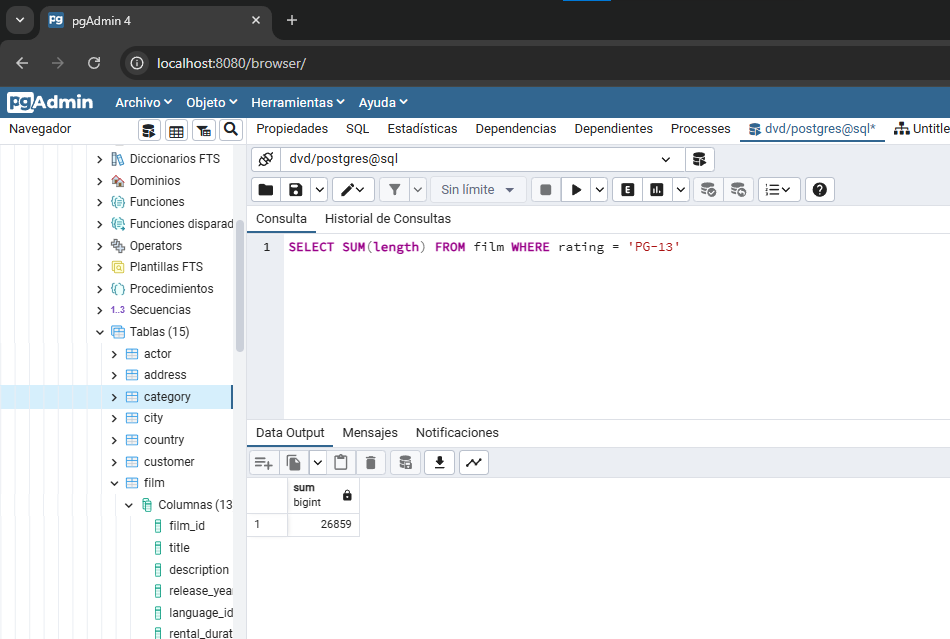 pgAdmin 4
localhost:8080/browser/
pgAdmin Archivo Objeto Herramientas Ayuda
Navegador
Propiedades SQL Estadísticas Dependencias Dependientes Processes dvd/postgres@sql* Untitle
Diccionarios FTS
Dominios
Funciones
Funciones disparad
Operators
Plantillas FTS
Procedimientos
1..3 Secuencias
Tablas (15)
actor
address
category
city
country
customer
film
Columnas (13
film_id
title
description
release_yea
language_id
rental_durat
dvd/postgres@sql
Sin límite
E
Consulta Historial de Consultas
1 SELECT SUM(length) FROM film WHERE rating = 'PG-13'
Data Output Mensajes Notificaciones
sum
bigint
1 26859